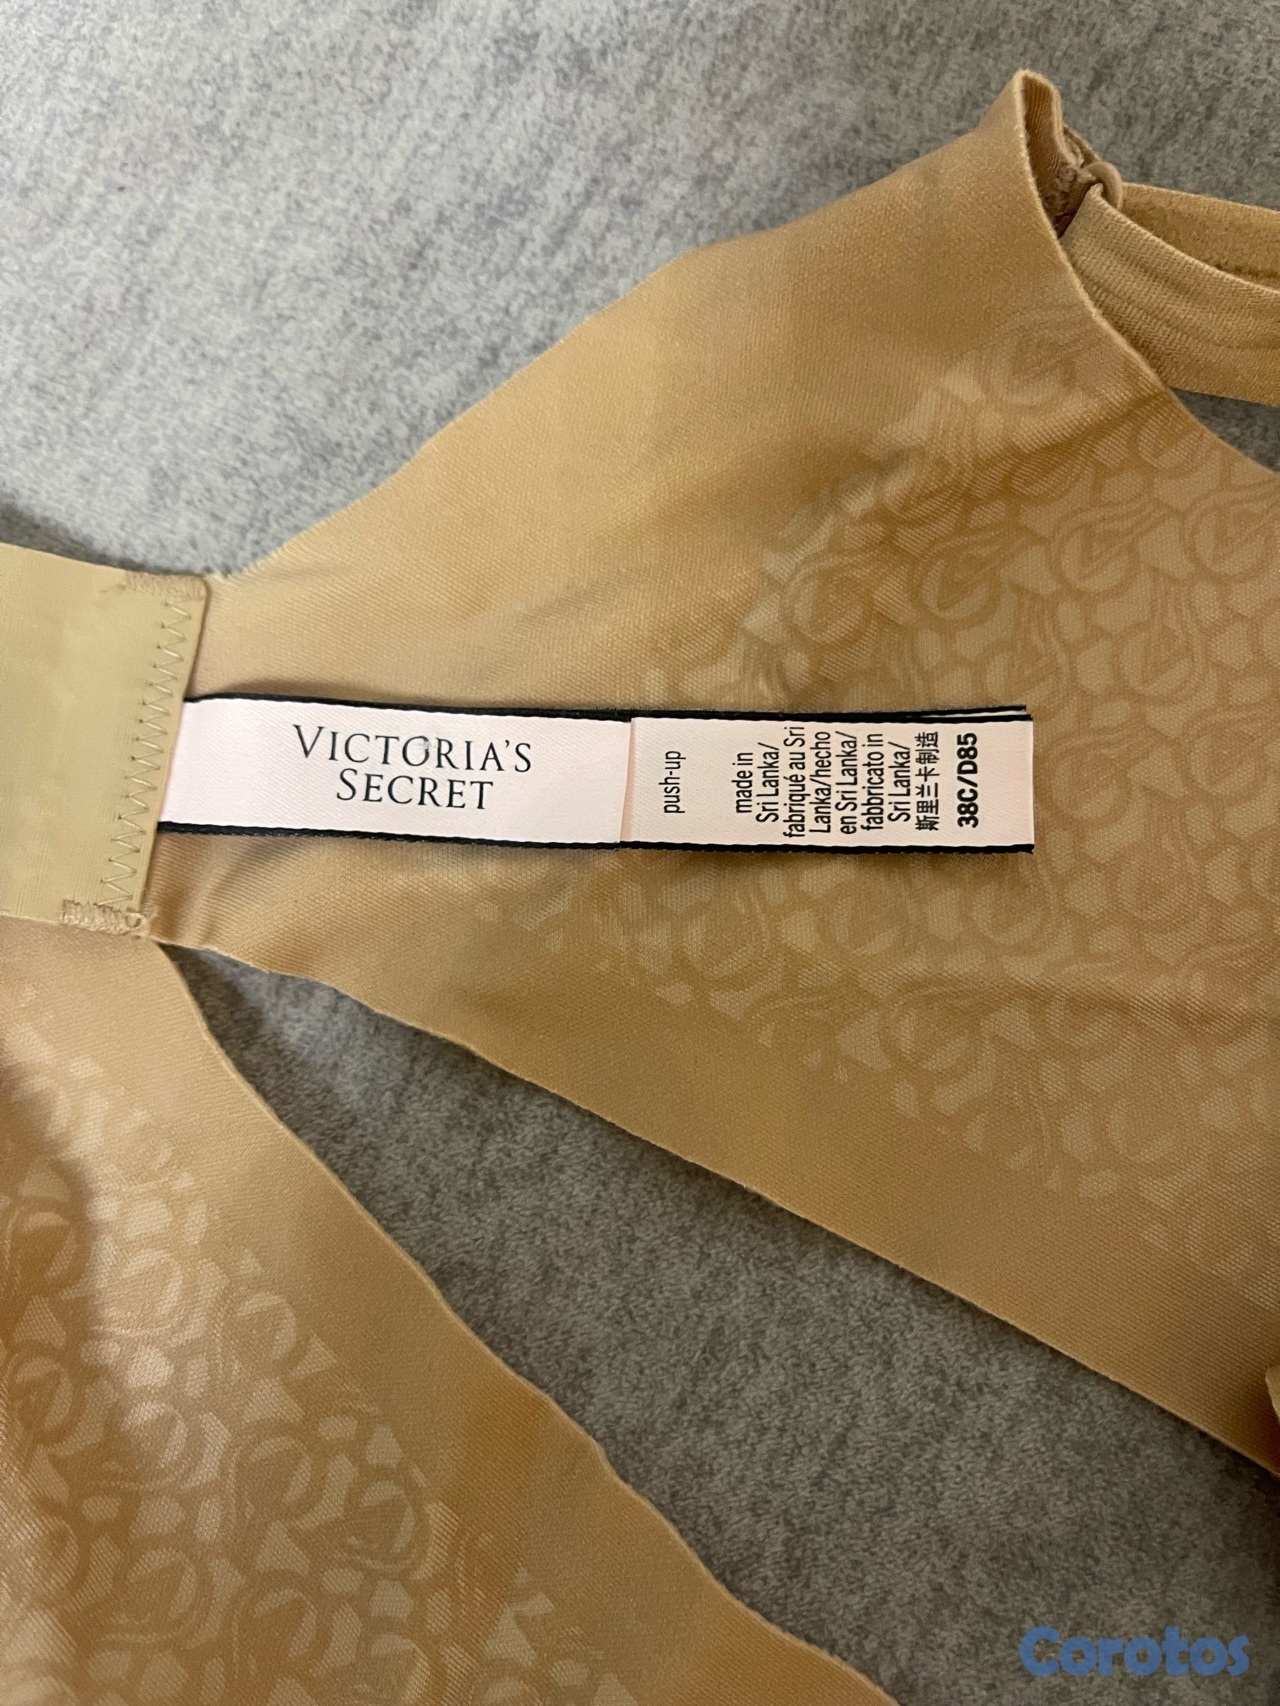 VICTORIA'S
SECRET
push-up
made in
Sri Lanka/
fabriqué au Sri
Lanka/hecho
en Sri Lanka/
fabbricato in
Sri Lanka/
斯里兰卡制造
38C/D85
Corotos